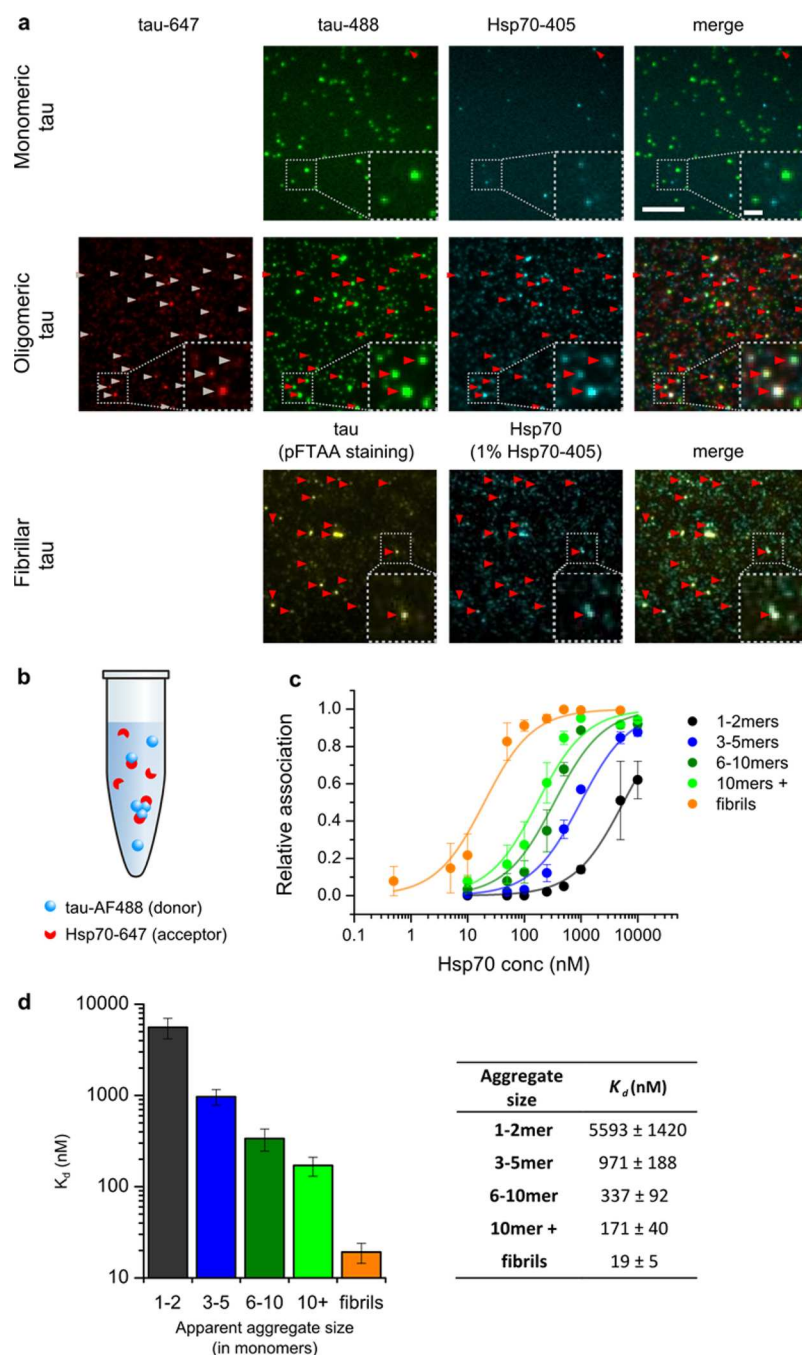 a
tau-647 tau-488 Hsp70-405 merge
Monomeric
tau
Oligomeric
tau
tau Hsp70
(pFTAA staining) (1% Hsp70-405) merge
Fibrillar
tau
b
tau-AF488 (donor)
Hsp70-647 (acceptor)
c
Relative association
1.0
0.8
0.6
0.4
0.2
0.0
0.1 1 10 100 1000 10000
Hsp70 conc (nM)
1-2mers
3-5mers
6-10mers
10mers +
fibrils
d
K_d (nM)
10000
1000
100
10
1-2 3-5 6-10 10+ fibrils
Apparent aggregate size
(in monomers)
Aggregate
size K_d (nM)
1-2mer 5593 ± 1420
3-5mer 971 ± 188
6-10mer 337 ± 92
10mer + 171 ± 40
fibrils 19 ± 5